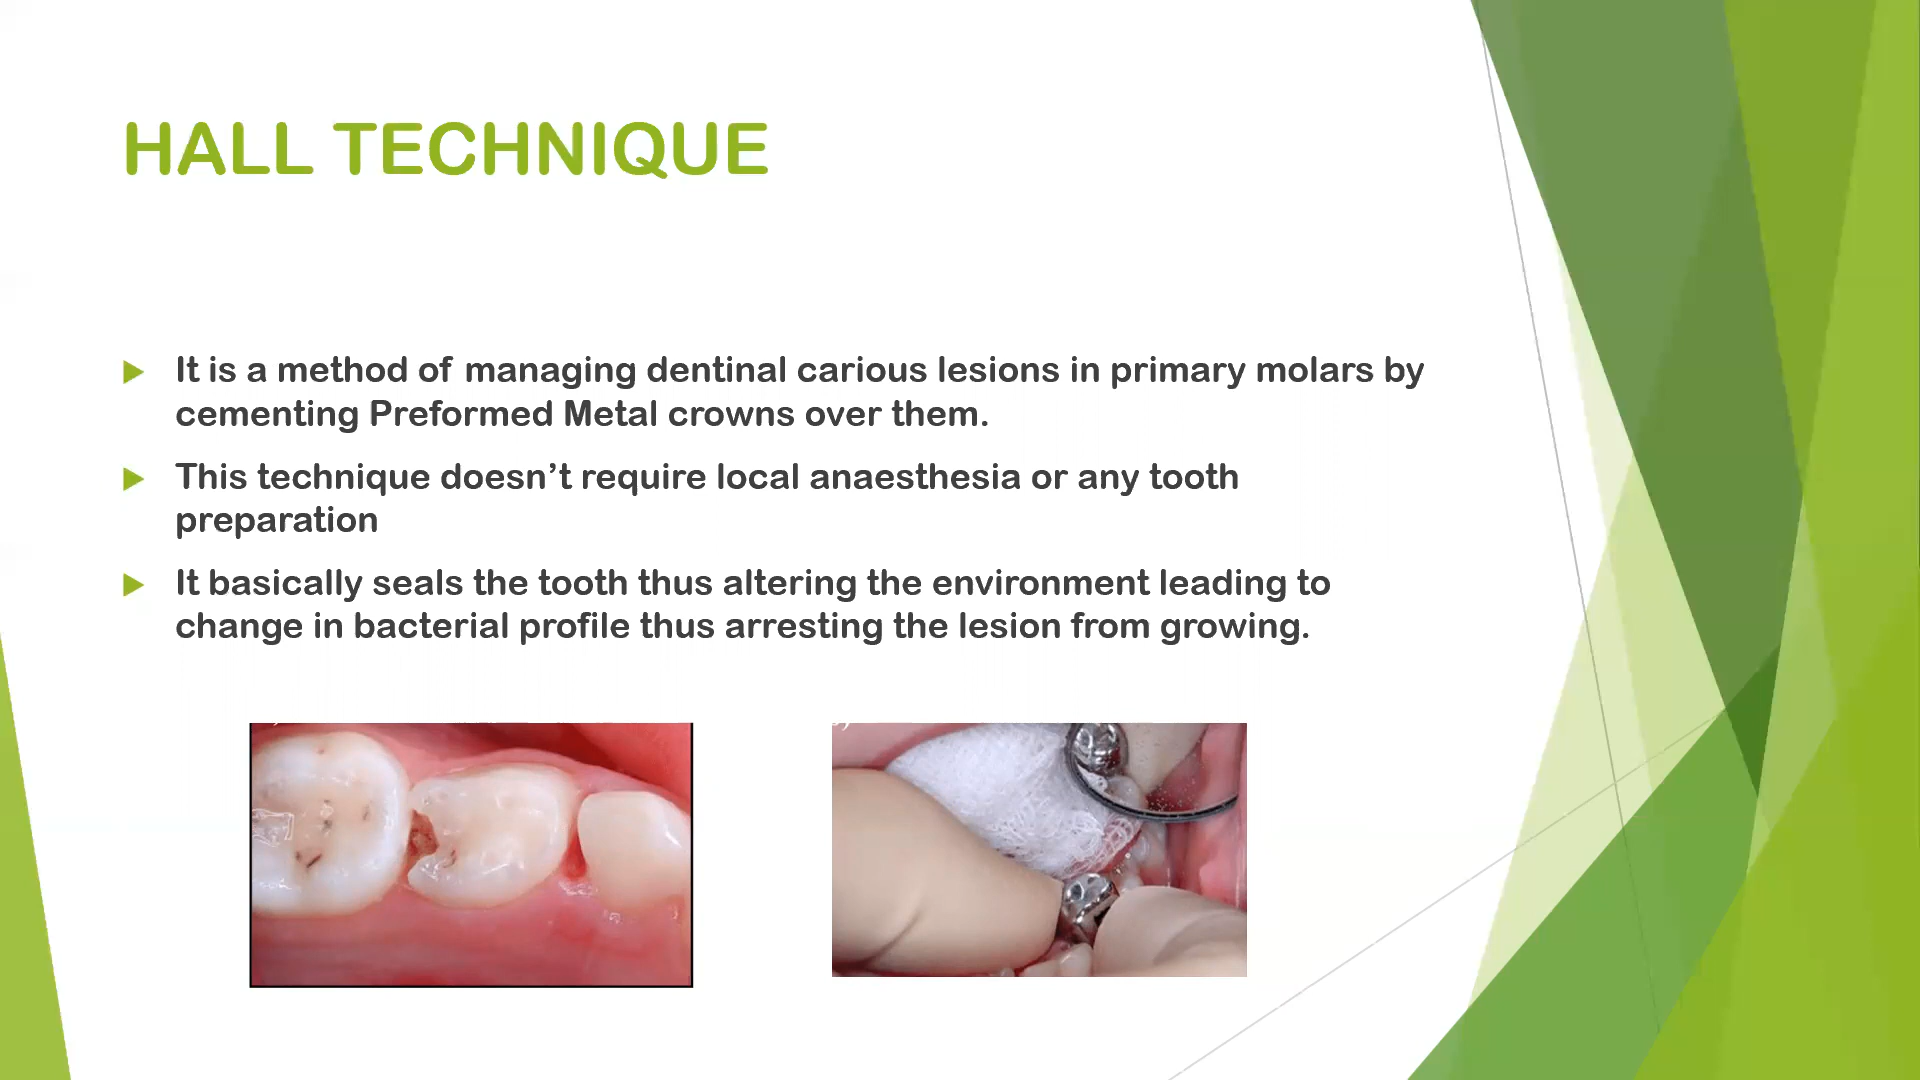 HALL TECHNIQUE
It is a method of managing dentinal carious lesions in primary molars by
cementing Preformed Metal crowns over them.
This technique doesn’t require local anaesthesia or any tooth
preparation
It basically seals the tooth thus altering the environment leading to
change in bacterial profile thus arresting the lesion from growing.